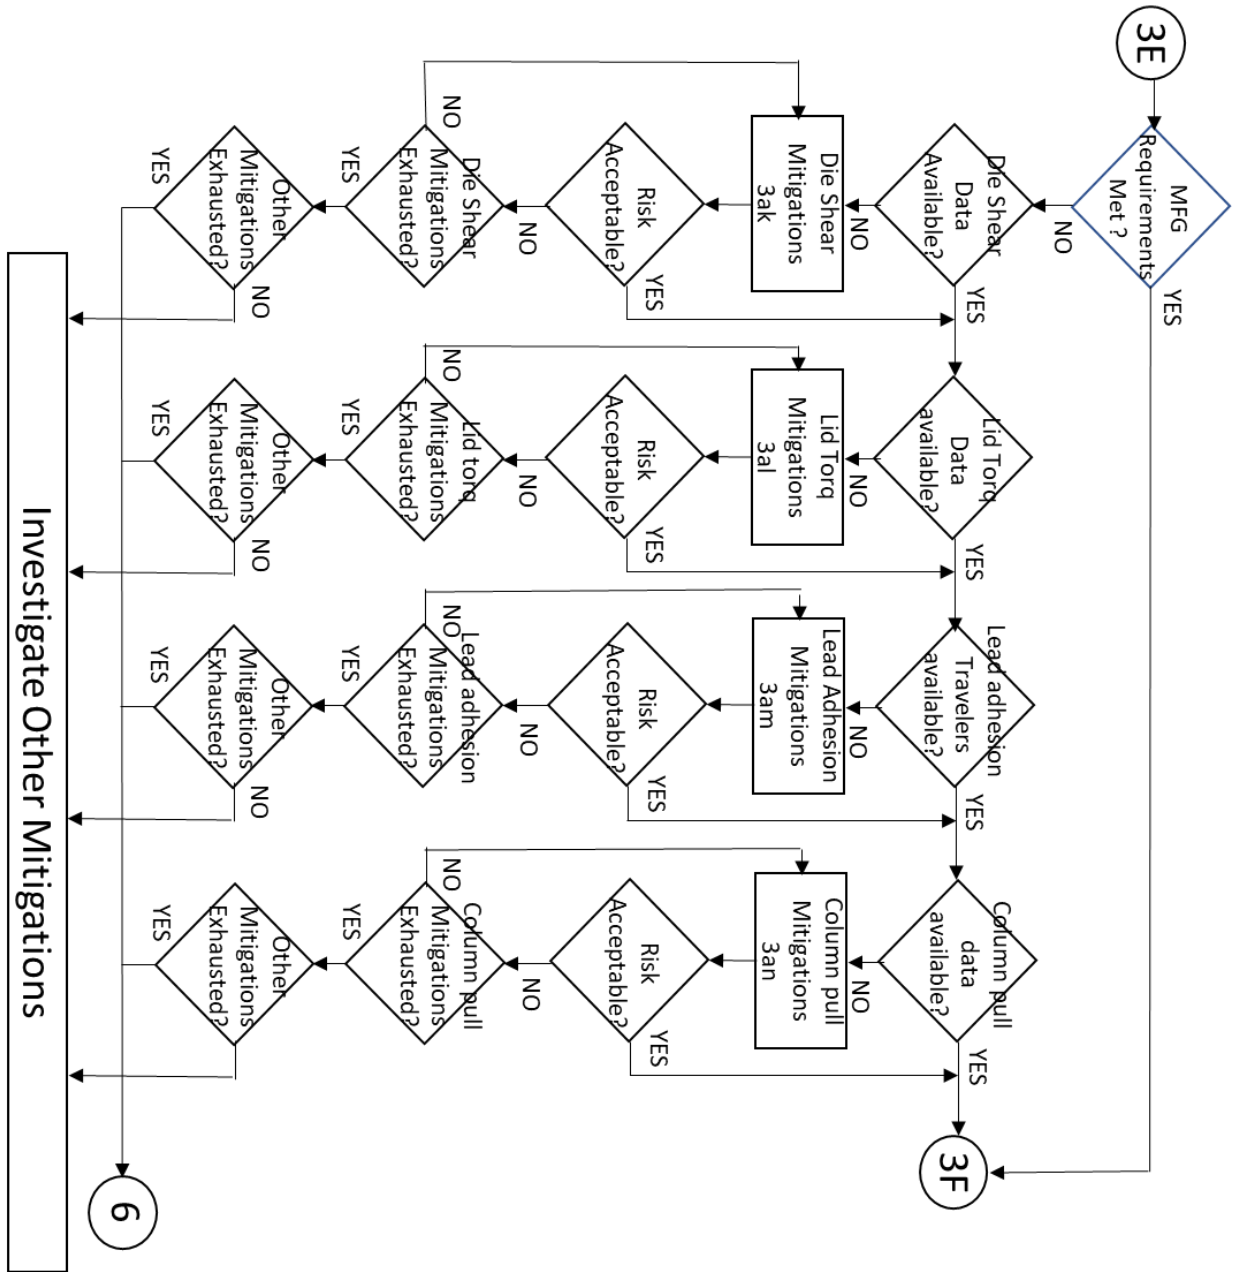 3E
MFG
Requirements
Met ?
YES
NO
Die Shear
Data
Available?
YES
NO
Die Shear
Mitigations
3ak
Risk
Acceptable?
YES
NO
Die Shear
Mitigations
Exhausted?
NO
YES
Other
Mitigations
Exhausted?
NO
YES
Lid Torq
Data
available?
YES
NO
Lid Torq
Mitigations
3al
Risk
Acceptable?
YES
NO
Lid torq
Mitigations
Exhausted?
NO
YES
Other
Mitigations
Exhausted?
NO
YES
Lead adhesion
Travelers
available?
YES
NO
Lead Adhesion
Mitigations
3am
Risk
Acceptable?
YES
NO
Lead adhesion
Mitigations
Exhausted?
NO
YES
Other
Mitigations
Exhausted?
NO
YES
Column pull
data
available?
YES
NO
Column pull
Mitigations
3an
Risk
Acceptable?
YES
NO
Column pull
Mitigations
Exhausted?
NO
YES
Other
Mitigations
Exhausted?
YES
3F
6
Investigate Other Mitigations